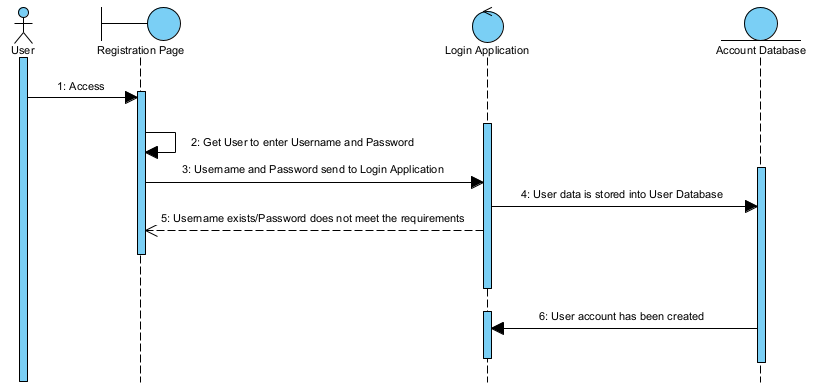 User
Registration Page
Login Application
Account Database
1: Access
2: Get User to enter Username and Password
3: Username and Password send to Login Application
4: User data is stored into User Database
5: Username exists/Password does not meet the requirements
6: User account has been created